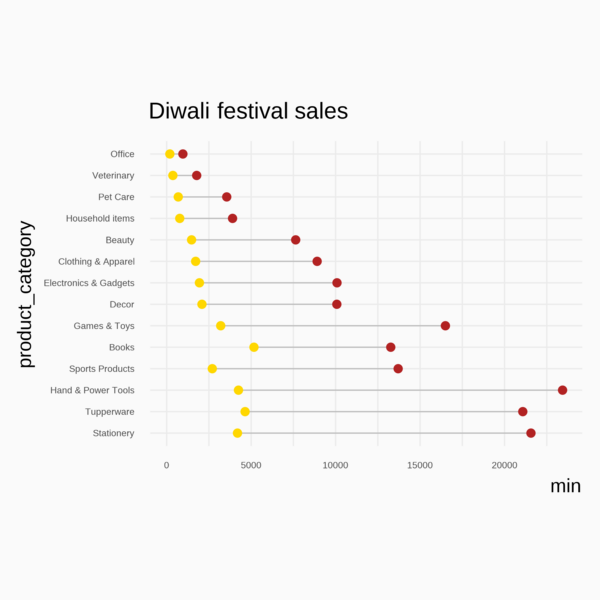 Diwali festival sales
product_category
Office
Veterinary
Pet Care
Household items
Beauty
Clothing & Apparel
Electronics & Gadgets
Decor
Games & Toys
Books
Sports Products
Hand & Power Tools
Tupperware
Stationery
0 5000 10000 15000 20000
min